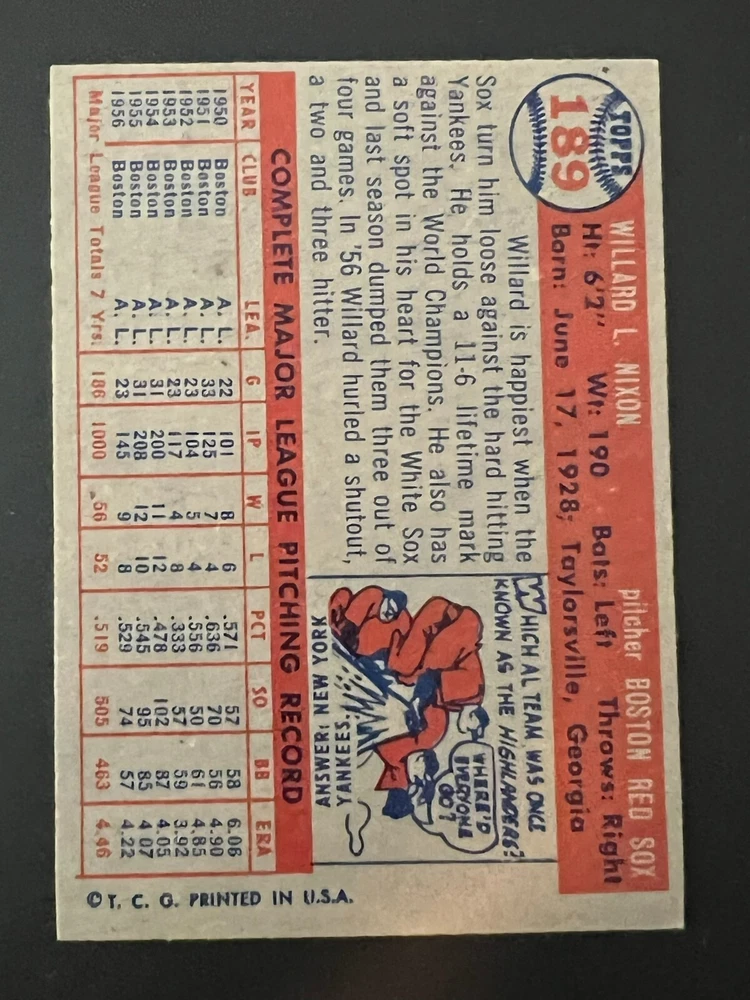 TOPPS
189
WILLARD L. NIXON pitcher BOSTON RED SOX
Ht: 6'2" Wt: 190 Bats: Left Throws: Right
Born: June 17, 1928; Taylorsville, Georgia
Willard is happiest when the
Sox turn him loose against the hard hitting
Yankees. He holds a 11-6 lifetime mark
against the World Champions. He also has
a soft spot in his heart for the White Sox
and last season dumped them three out of
four games. In '56 Willard hurled a shutout,
a two and three hitter.
WHICH AL TEAM WAS ONCE
KNOWN AS THE HIGHLANDERS?
WHERE'D
EVERYONE
GO?
ANSWER: NEW YORK
YANKEES.
COMPLETE MAJOR LEAGUE PITCHING RECORD
YEAR CLUB LEA. G IP W L PCT SO BB ERA
1950 Boston A. L. 22 101 8 6 .571 57 58 6.06
1951 Boston A. L. 33 125 7 4 .636 70 56 4.90
1952 Boston A. L. 23 104 5 4 .556 50 61 4.85
1953 Boston A. L. 23 117 4 8 .333 57 59 3.92
1954 Boston A. L. 31 200 11 12 .478 102 87 4.05
1955 Boston A. L. 31 208 12 10 .545 95 85 4.07
1956 Boston A. L. 23 145 9 8 .529 74 57 4.22
Major League Totals 7 Yrs. 186 1000 56 52 .519 505 463 4.46
© T. C. G. PRINTED IN U.S.A.